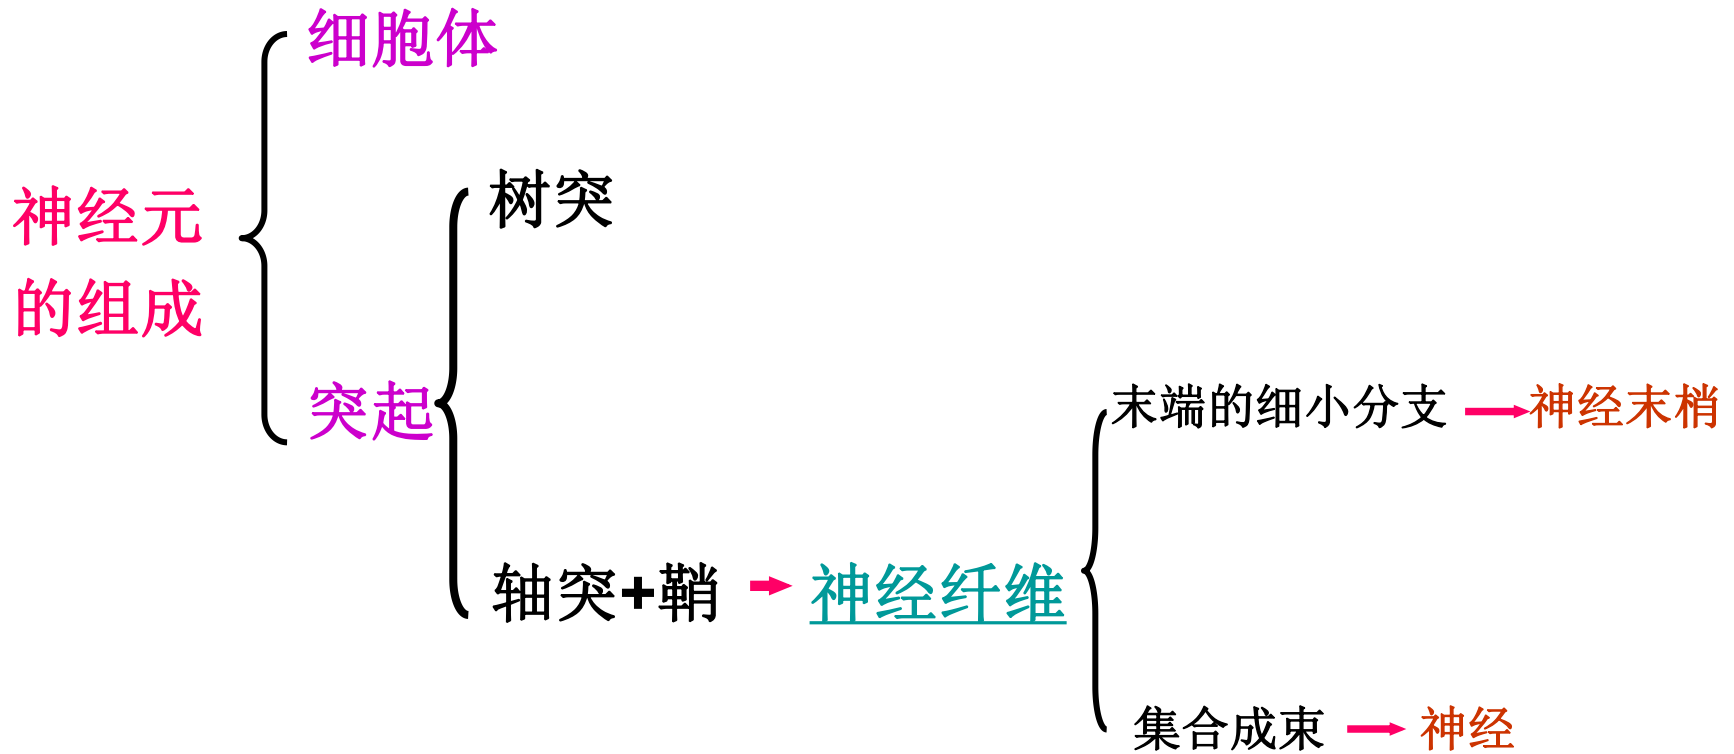 神经元
的组成
细胞体
突起
树突
轴突+鞘
神经纤维
末端的细小分支
神经末梢
集合成束
神经